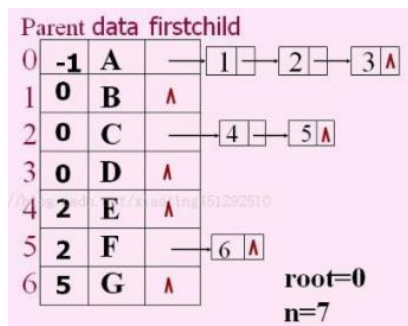 Parent data firstchild
0 -1 A 1 2 3 ∧
1 0 B ∧
2 0 C 4 5 ∧
3 0 D ∧
4 2 E ∧
5 2 F 6 ∧
6 5 G ∧
root=0
n=7